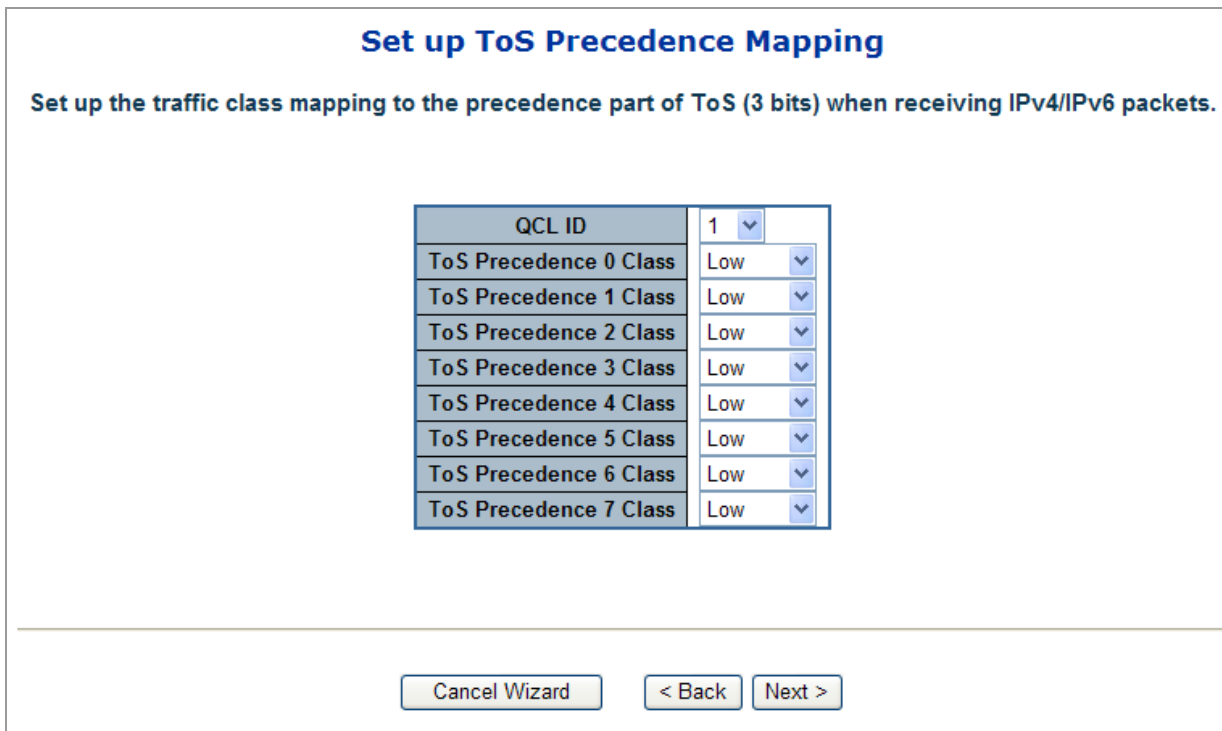 Set up ToS Precedence Mapping
Set up the traffic class mapping to the precedence part of ToS (3 bits) when receiving IPv4/IPv6 packets.
QCL ID 1
ToS Precedence 0 Class Low
ToS Precedence 1 Class Low
ToS Precedence 2 Class Low
ToS Precedence 3 Class Low
ToS Precedence 4 Class Low
ToS Precedence 5 Class Low
ToS Precedence 6 Class Low
ToS Precedence 7 Class Low
Cancel Wizard < Back Next >